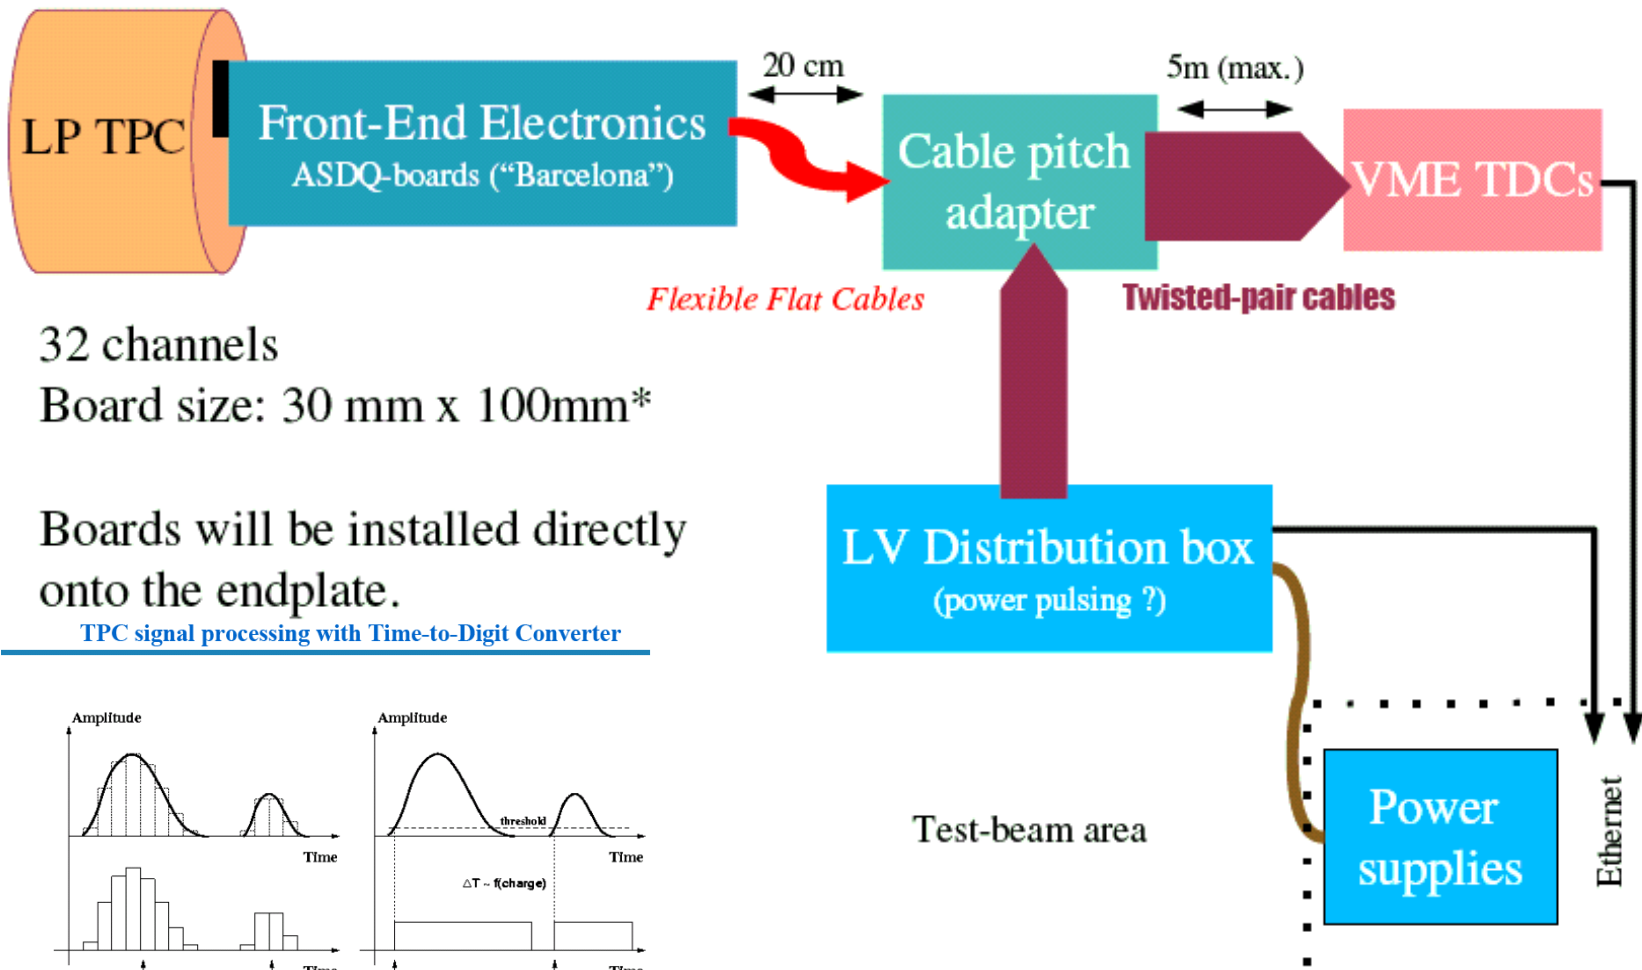 LP TPC
Front-End Electronics
ASDQ-boards (“Barcelona”)
20 cm
Cable pitch
adapter
5m (max.)
VME TDCs
Flexible Flat Cables
Twisted-pair cables
32 channels
Board size: 30 mm x 100mm*
Boards will be installed directly
onto the endplate.
LV Distribution box
(power pulsing ?)
TPC signal processing with Time-to-Digit Converter
Amplitude
Time
Time
Amplitude
threshold
Time
△T ~ f(charge)
Time
Test-beam area
Power
supplies
Ethernet